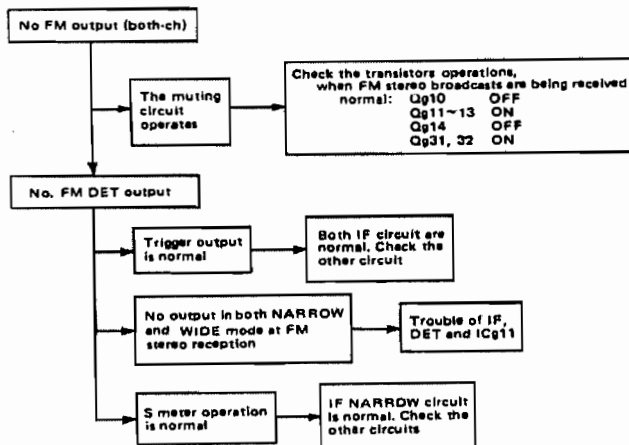 No FM output (both-ch)
The muting
circuit
operates
Check the transistors operations,
when FM stereo broadcasts are being received
normal: Qg10 OFF
Qg11~13 ON
Qg14 OFF
Qg31, 32 ON
No. FM DET output
Trigger output
is normal
Both IF circuit are
normal. Check the
other circuit
No output in both NARROW
and WIDE mode at FM
stereo reception
Trouble of IF,
DET and ICg11
S meter operation
is normal
IF NARROW circuit
is normal. Check the
other circuits